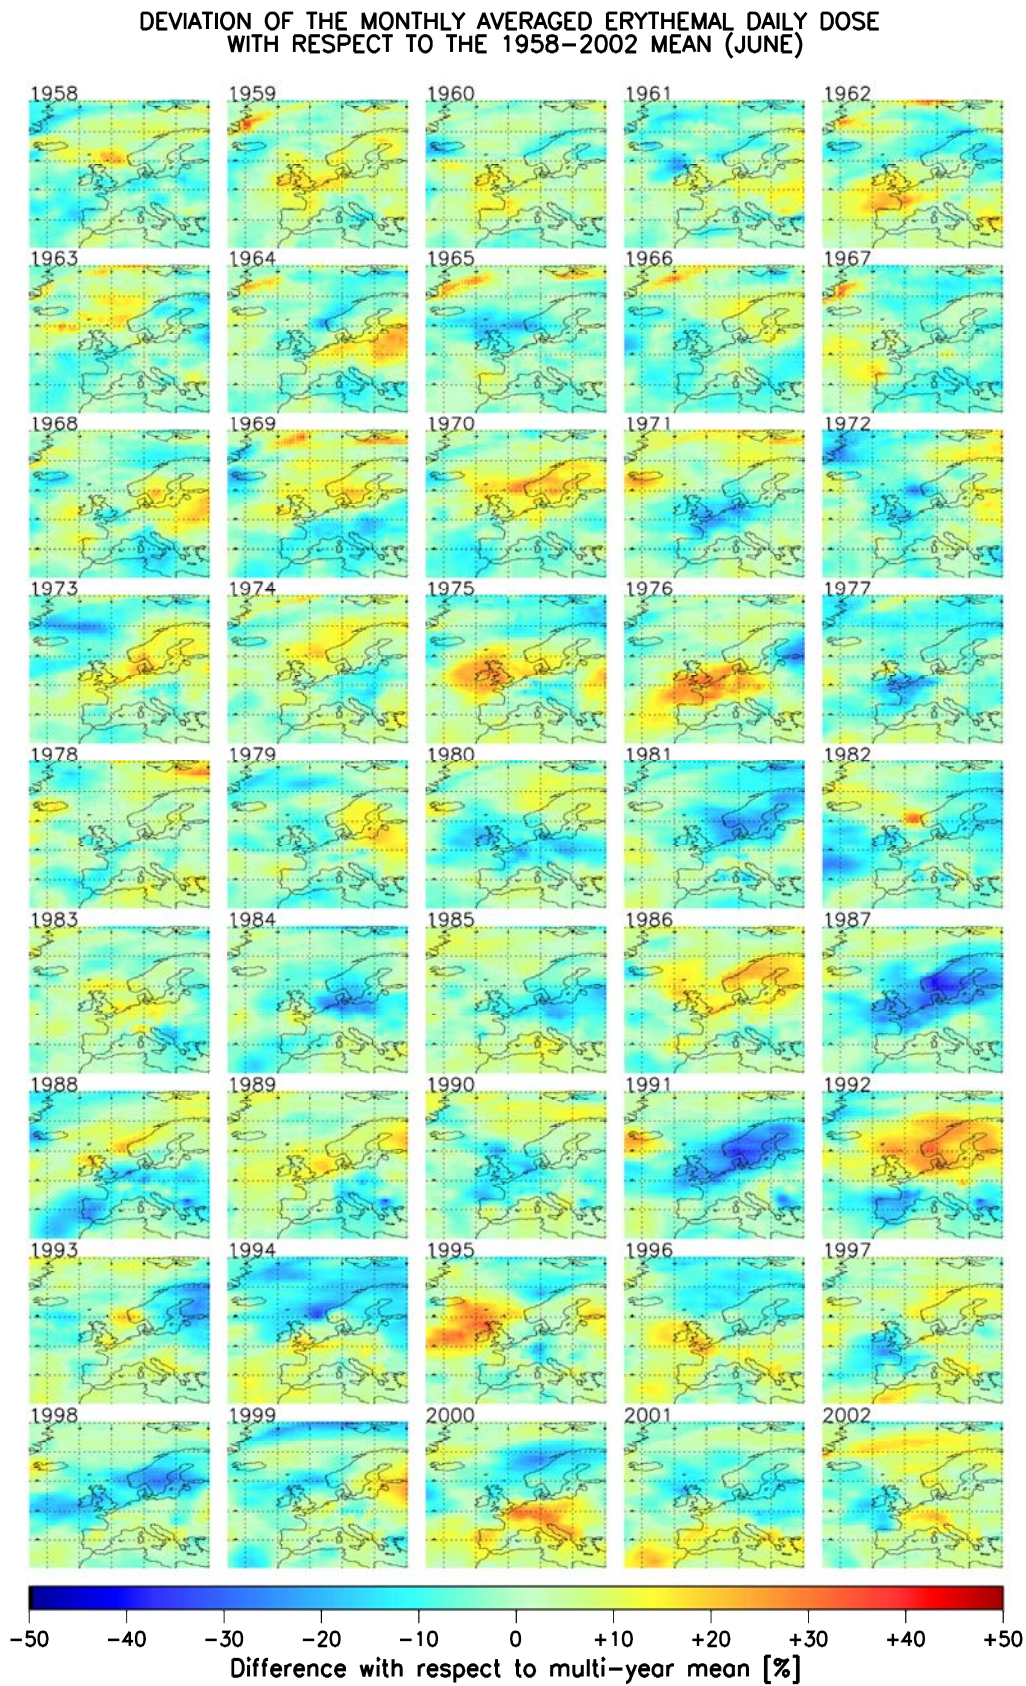 DEVIATION OF THE MONTHLY AVERAGED ERYTHEMAL DAILY DOSE
WITH RESPECT TO THE 1958-2002 MEAN (JUNE)
1958 1959 1960 1961 1962
1963 1964 1965 1966 1967
1968 1969 1970 1971 1972
1973 1974 1975 1976 1977
1978 1979 1980 1981 1982
1983 1984 1985 1986 1987
1988 1989 1990 1991 1992
1993 1994 1995 1996 1997
1998 1999 2000 2001 2002
-50 -40 -30 -20 -10 0 +10 +20 +30 +40 +50
Difference with respect to multi-year mean [%]